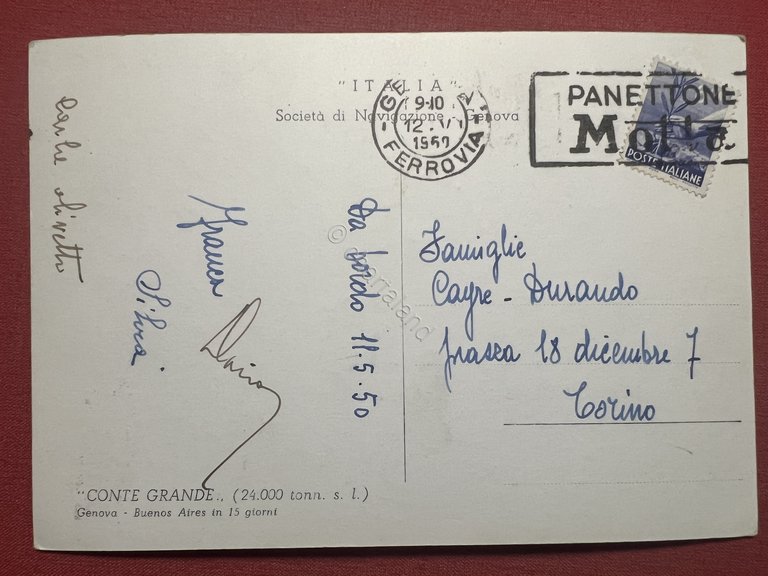 "ITALIA"
Società di Navigazione - Genova
GE
9-10
12. V
1950
FERROVIA
PANETTONE
Motta
POSTE ITALIANE
Famiglie
Cayre - Durando
piazza 18 dicembre 7
Torino
Da bordo 11.5.50
Franca
Silvia
"CONTE GRANDE„ (24.000 tonn. s. l.)
Genova - Buenos Aires in 15 giorni